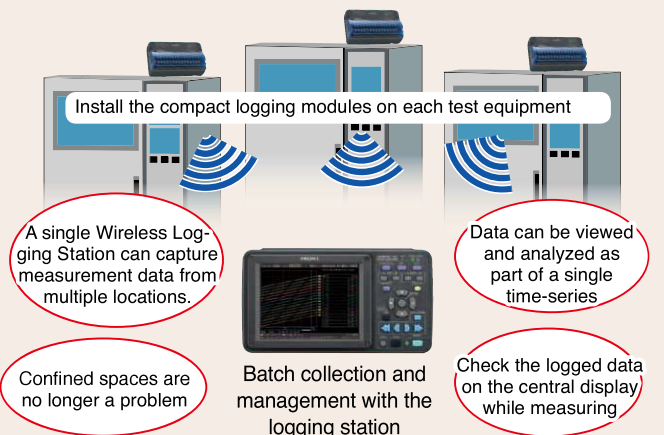 Install the compact logging modules on each test equipment
A single Wireless Log-
ging Station can capture
measurement data from
multiple locations.
Data can be viewed
and analyzed as
part of a single
time-series
Confined spaces are
no longer a problem
Batch collection and
management with the
logging station
Check the logged data
on the central display
while measuring